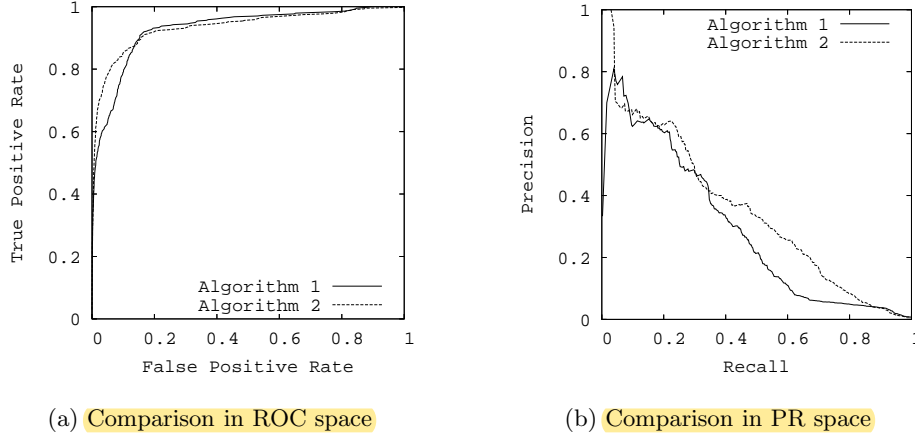 True Positive Rate
1
0.8
0.6
0.4
0.2
0
0 0.2 0.4 0.6 0.8 1
False Positive Rate
Algorithm 1
Algorithm 2
(a) Comparison in ROC space
Precision
1
0.8
0.6
0.4
0.2
0
0 0.2 0.4 0.6 0.8 1
Recall
Algorithm 1
Algorithm 2
(b) Comparison in PR space